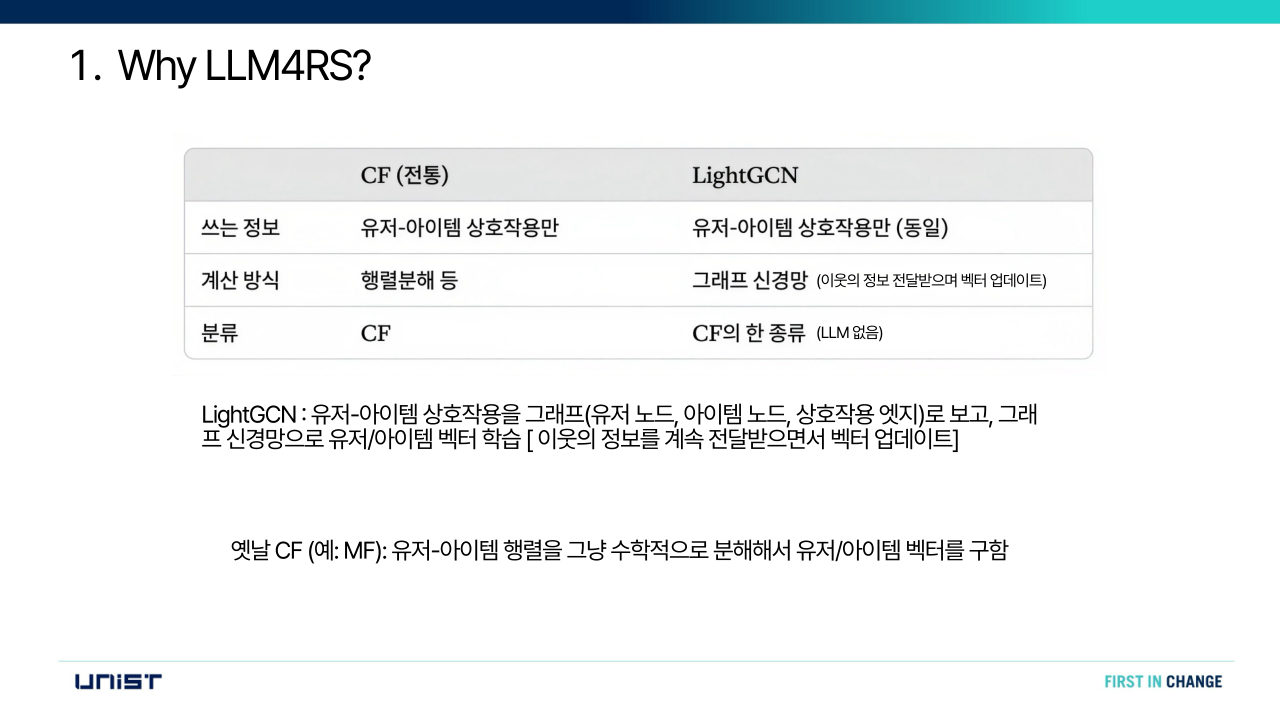 1. Why LLM4RS?
CF (전통) LightGCN
쓰는 정보 유저-아이템 상호작용만 유저-아이템 상호작용만 (동일)
계산 방식 행렬분해 등 그래프 신경망 (이웃의 정보 전달받으며 벡터 업데이트)
분류 CF CF의 한 종류 (LLM 없음)
LightGCN : 유저-아이템 상호작용을 그래프(유저 노드, 아이템 노드, 상호작용 엣지)로 보고, 그래
프 신경망으로 유저/아이템 벡터 학습 [ 이웃의 정보를 계속 전달받으면서 벡터 업데이트]
옛날 CF (예: MF): 유저-아이템 행렬을 그냥 수학적으로 분해해서 유저/아이템 벡터를 구함
UNIST
FIRST IN CHANGE